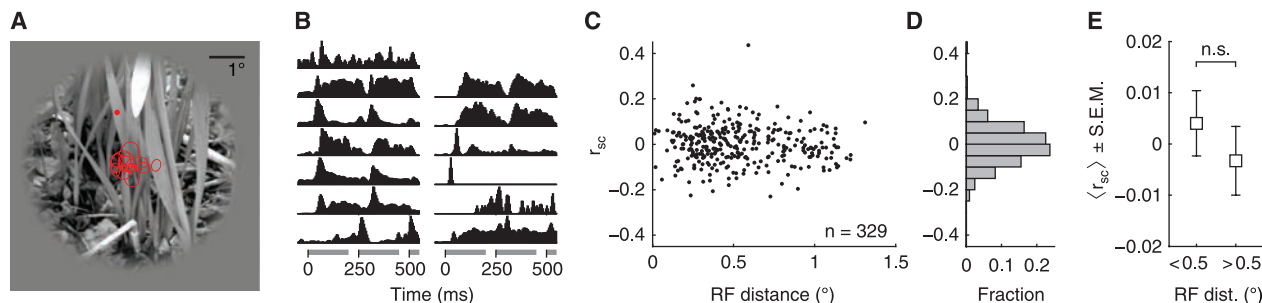 A
1°
B
0
250
500
0
250
500
Time (ms)
C
r_sc
0.4
0.2
0
−0.2
−0.4
n = 329
0
0.5
1
1.5
RF distance (°)
D
0.4
0.2
0
−0.2
−0.4
0
0.1
0.2
Fraction
E
⟨r_sc⟩ ± S.E.M.
0.02
0.01
0
−0.01
−0.02
n.s.
<0.5
>0.5
RF dist. (°)